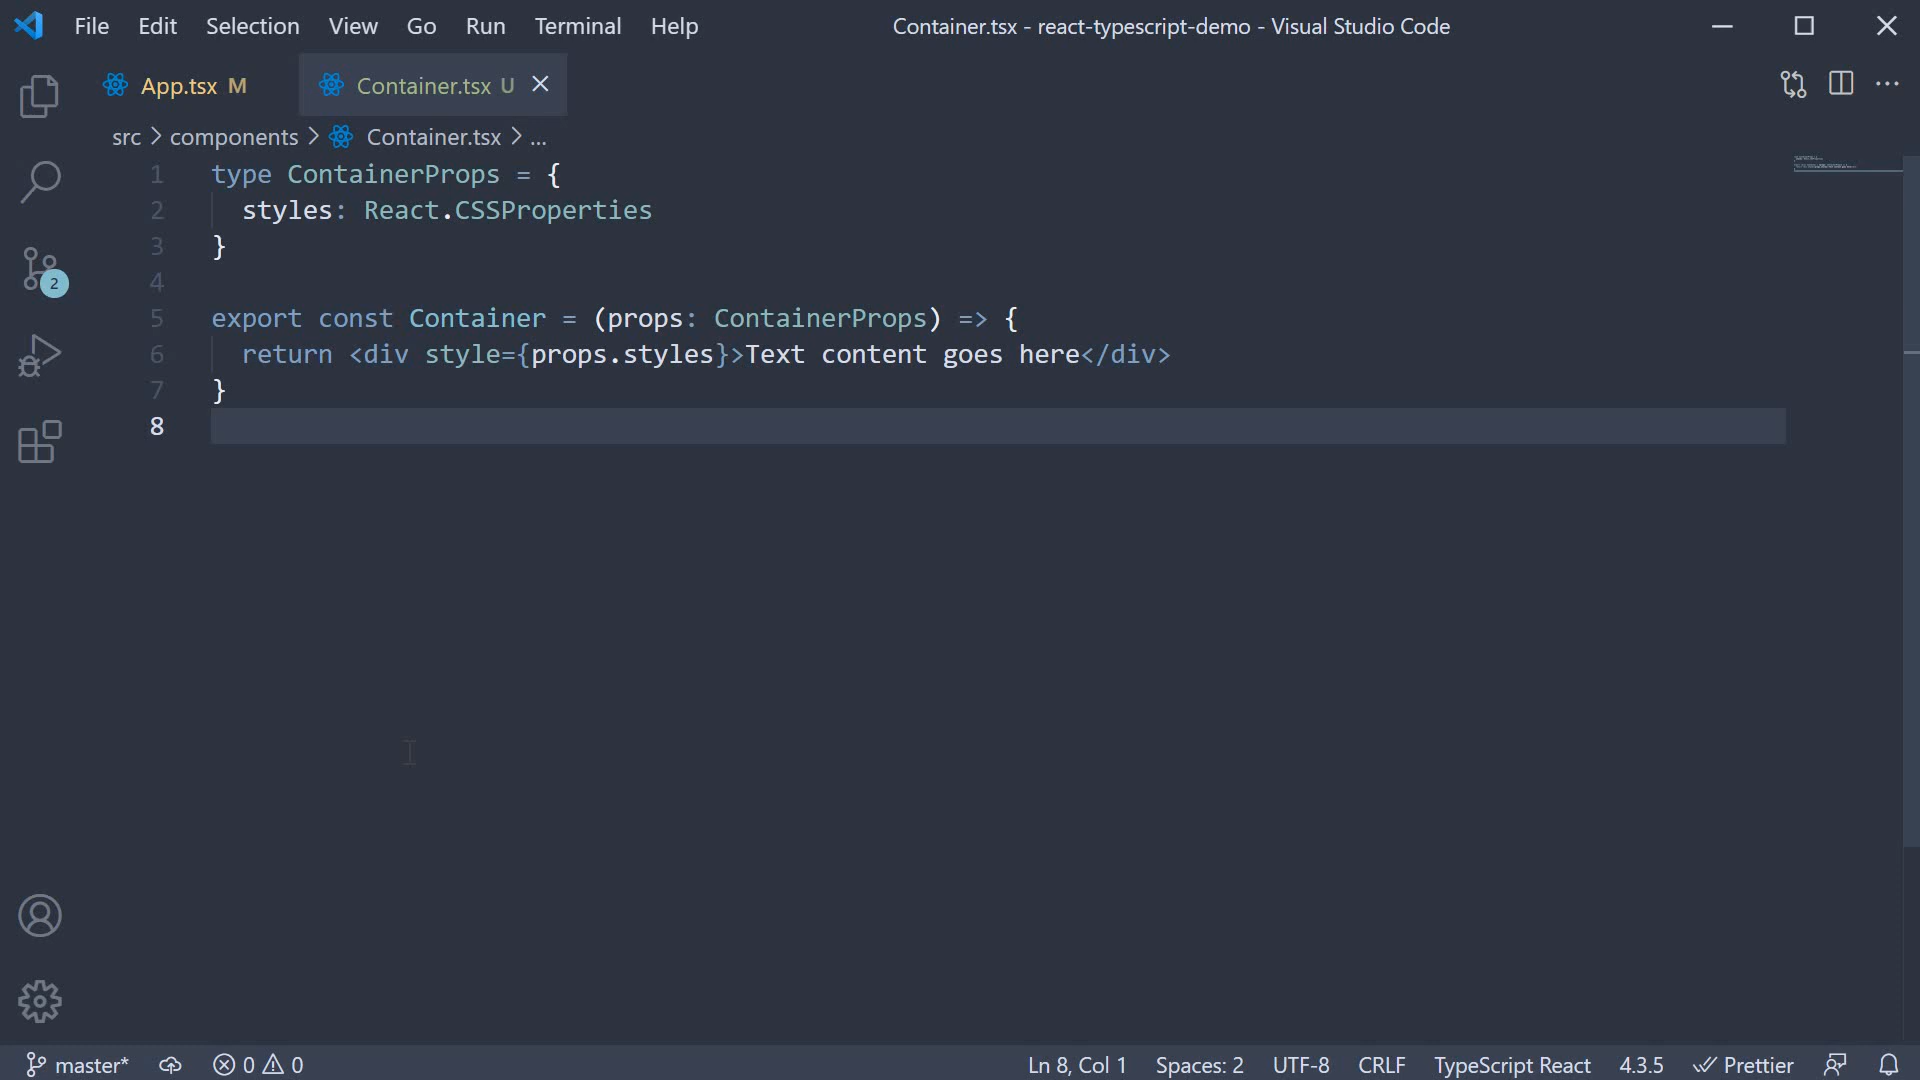 File Edit Selection View Go Run Terminal Help Container.tsx - react-typescript-demo - Visual Studio Code
App.tsx M Container.tsx U
src > components > Container.tsx > ...
1 type ContainerProps = {
2 styles: React.CSSProperties
3 }
4
5 export const Container = (props: ContainerProps) => {
6 return <div style={props.styles}>Text content goes here</div>
7 }
8
2
master* 0 0 Ln 8, Col 1 Spaces: 2 UTF-8 CRLF TypeScript React 4.3.5 Prettier